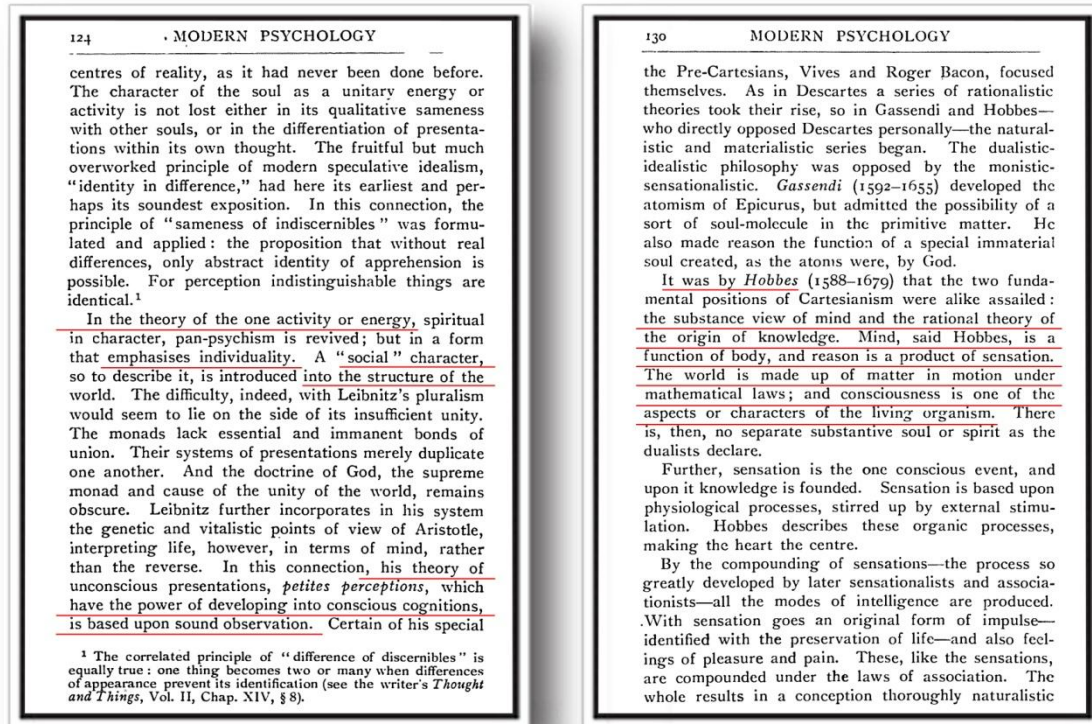 124 MODERN PSYCHOLOGY
centres of reality, as it had never been done before.
The character of the soul as a unitary energy or
activity is not lost either in its qualitative sameness
with other souls, or in the differentiation of presenta-
tions within its own thought. The fruitful but much
overworked principle of modern speculative idealism,
"identity in difference," had here its earliest and per-
haps its soundest exposition. In this connection, the
principle of "sameness of indiscernibles" was formu-
lated and applied: the proposition that without real
differences, only abstract identity of apprehension is
possible. For perception indistinguishable things are
identical.¹
In the theory of the one activity or energy, spiritual
in character, pan-psychism is revived; but in a form
that emphasises individuality. A "social" character,
so to describe it, is introduced into the structure of the
world. The difficulty, indeed, with Leibnitz's pluralism
would seem to lie on the side of its insufficient unity.
The monads lack essential and immanent bonds of
union. Their systems of presentations merely duplicate
one another. And the doctrine of God, the supreme
monad and cause of the unity of the world, remains
obscure. Leibnitz further incorporates in his system
the genetic and vitalistic points of view of Aristotle,
interpreting life, however, in terms of mind, rather
than the reverse. In this connection, his theory of
unconscious presentations, petites perceptions, which
have the power of developing into conscious cognitions,
is based upon sound observation. Certain of his special
¹ The correlated principle of "difference of discernibles" is
equally true: one thing becomes two or many when differences
of appearance prevent its identification (see the writer's Thought
and Things, Vol. II, Chap. XIV, § 8).
130 MODERN PSYCHOLOGY
the Pre-Cartesians, Vives and Roger Bacon, focused
themselves. As in Descartes a series of rationalistic
theories took their rise, so in Gassendi and Hobbes—
who directly opposed Descartes personally—the natural-
istic and materialistic series began. The dualistic-
idealistic philosophy was opposed by the monistic-
sensationalistic. Gassendi (1592–1655) developed the
atomism of Epicurus, but admitted the possibility of a
sort of soul-molecule in the primitive matter. He
also made reason the function of a special immaterial
soul created, as the atoms were, by God.
It was by Hobbes (1588–1679) that the two funda-
mental positions of Cartesianism were alike assailed:
the substance view of mind and the rational theory of
the origin of knowledge. Mind, said Hobbes, is a
function of body, and reason is a product of sensation.
The world is made up of matter in motion under
mathematical laws; and consciousness is one of the
aspects or characters of the living organism. There
is, then, no separate substantive soul or spirit as the
dualists declare.
Further, sensation is the one conscious event, and
upon it knowledge is founded. Sensation is based upon
physiological processes, stirred up by external stimu-
lation. Hobbes describes these organic processes,
making the heart the centre.
By the compounding of sensations—the process so
greatly developed by later sensationalists and associa-
tionists—all the modes of intelligence are produced.
With sensation goes an original form of impulse—
identified with the preservation of life—and also feel-
ings of pleasure and pain. These, like the sensations,
are compounded under the laws of association. The
whole results in a conception thoroughly naturalistic